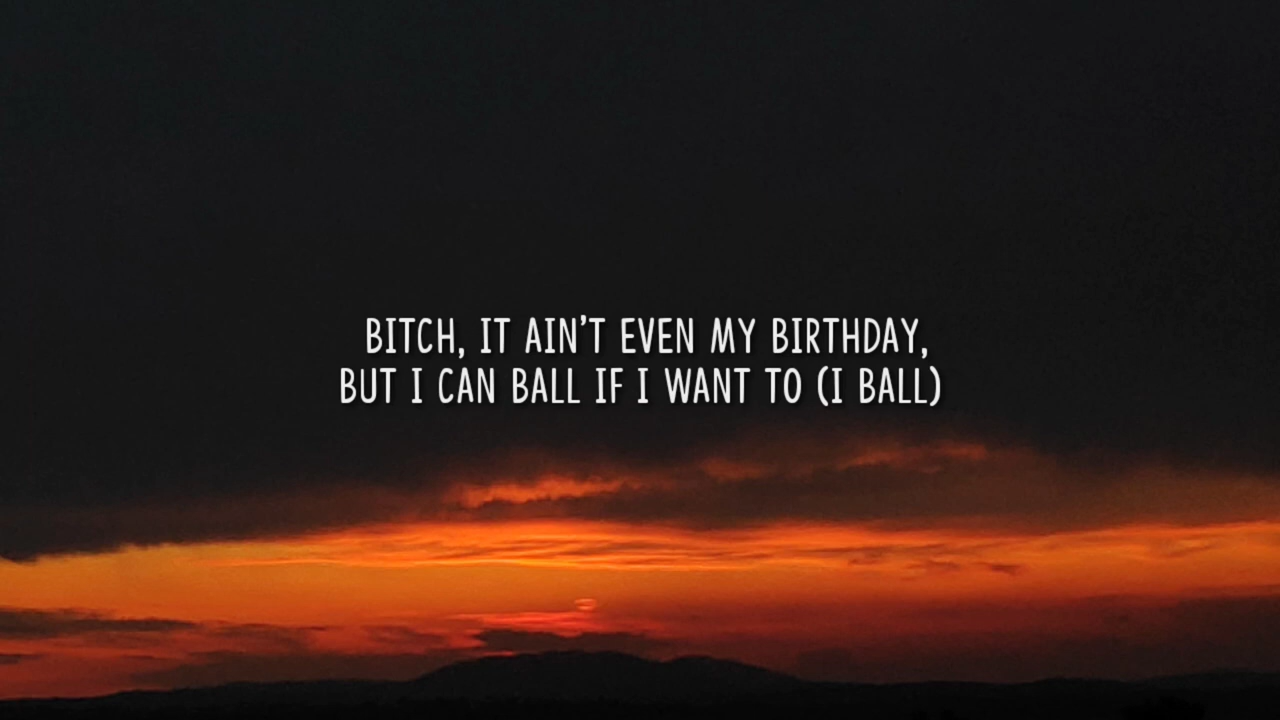 BITCH, IT AIN'T EVEN MY BIRTHDAY,
BUT I CAN BALL IF I WANT TO (I BALL)